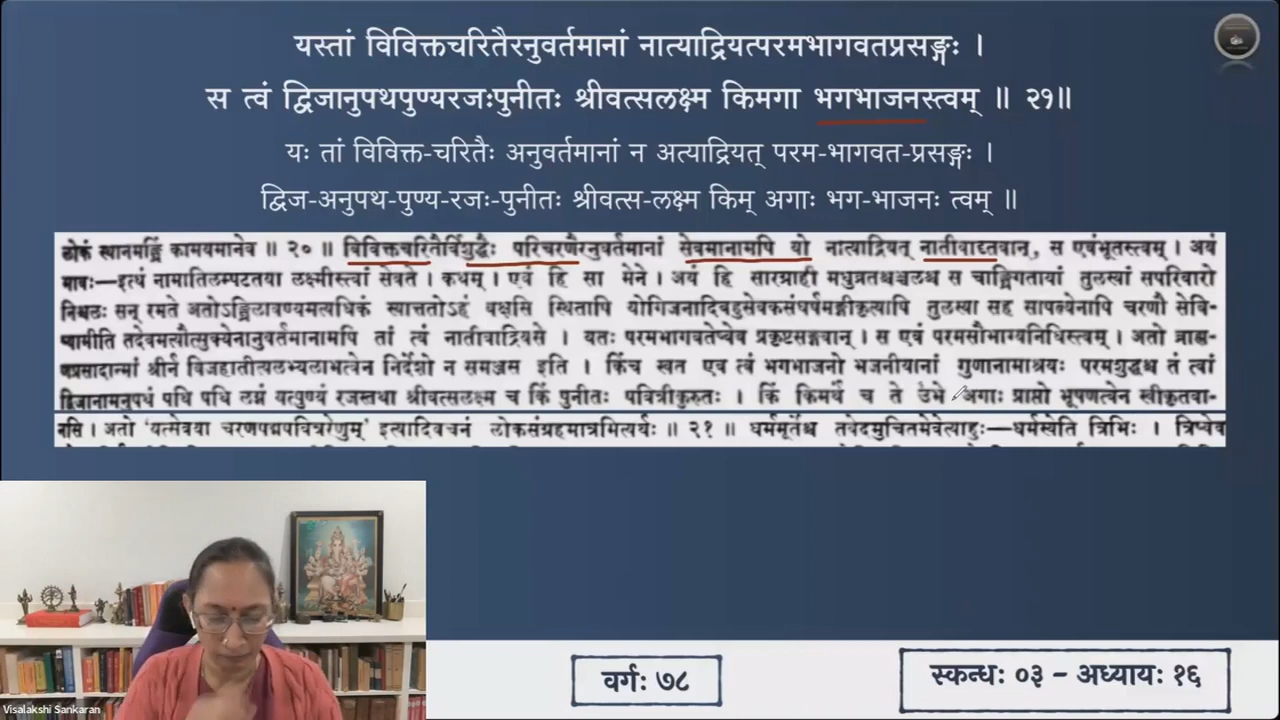 यस्तां विविक्तचरितैरनुवर्तमानां नात्याद्रियत्परमभागवतप्रसङ्गः ।
स त्वं द्विजानुपथपुण्यरजःपुनीतः श्रीवत्सलक्ष्म किमगा भगभाजनस्त्वम् ॥ २१॥
यः तां विविक्त-चरितैः अनुवर्तमानां न अत्याद्रियत् परम-भागवत-प्रसङ्गः ।
द्विज-अनुपथ-पुण्य-रजः-पुनीतः श्रीवत्स-लक्ष्म किम् अगाः भग-भाजनः त्वम् ॥
लोकं स्थानमङ्घ्रिं कामयमानेव ॥ २० ॥ विविक्तचरितैर्विशुद्धैः परिचरणैरनुवर्तमानां सेवमानामपि यो नात्याद्रियत् नातीवादृतवान्, स एवंभूतस्त्वम् । अयं
भावः—इत्थं नामातिलम्पटतया लक्ष्मीस्त्वां सेवते । कथम् । एवं हि सा मेने । अयं हि सारग्राही मधुव्रतश्चञ्चलश्च स चाङ्घ्रिगतायां तुलस्यां सपरिवारो
निश्चलः सन् रमते अतोऽङ्घ्रिलावण्यमत्यधिकं स्यात्ततोऽहं वक्षसि स्थितापि योगिजनादिबहुसेवकसंघर्षमङ्गीकृत्यापि तुलस्या सह सापत्न्येनापि चरणौ सेवि-
ष्यामीति तदेवमत्यौत्सुक्येनानुवर्तमानामपि तां त्वं नातीवाद्रियसे । यतः परमभागवतेष्वेव प्रकृष्टसङ्गवान् । स एवं परमसौभाग्यनिधिस्त्वम् । अतो ब्राह्म-
णप्रसादान्मां श्रीर्न विजहातीत्यलभ्यलाभत्वेन निर्देशो न समञ्जस इति । किंच स्वत एव त्वं भगभाजनो भजनीयानां गुणानामाश्रयः परमशुद्धश्च तं त्वां
द्विजानामनुपथं पथि पथि लग्नं यत्पुण्यं रजस्तथा श्रीवत्सलक्ष्म च किं पुनीतः पवित्रीकुरुतः । किं किमर्थं च ते उभे अगाः प्राप्तो भूषणत्वेन स्वीकृतवा-
नसि । अतो 'यत्सेवया चरणपद्मपवित्ररेणुम्' इत्यादिवचनं लोकसंग्रहमात्रमित्यर्थः ॥ २१ ॥ धर्ममूर्तेश्च तवेदमुचितमेवेत्याहुः—धर्मस्येति त्रिभिः । त्रिष्वेव
Visalakshi Sankaran
वर्गः ७८
स्कन्धः ०३ – अध्यायः १६